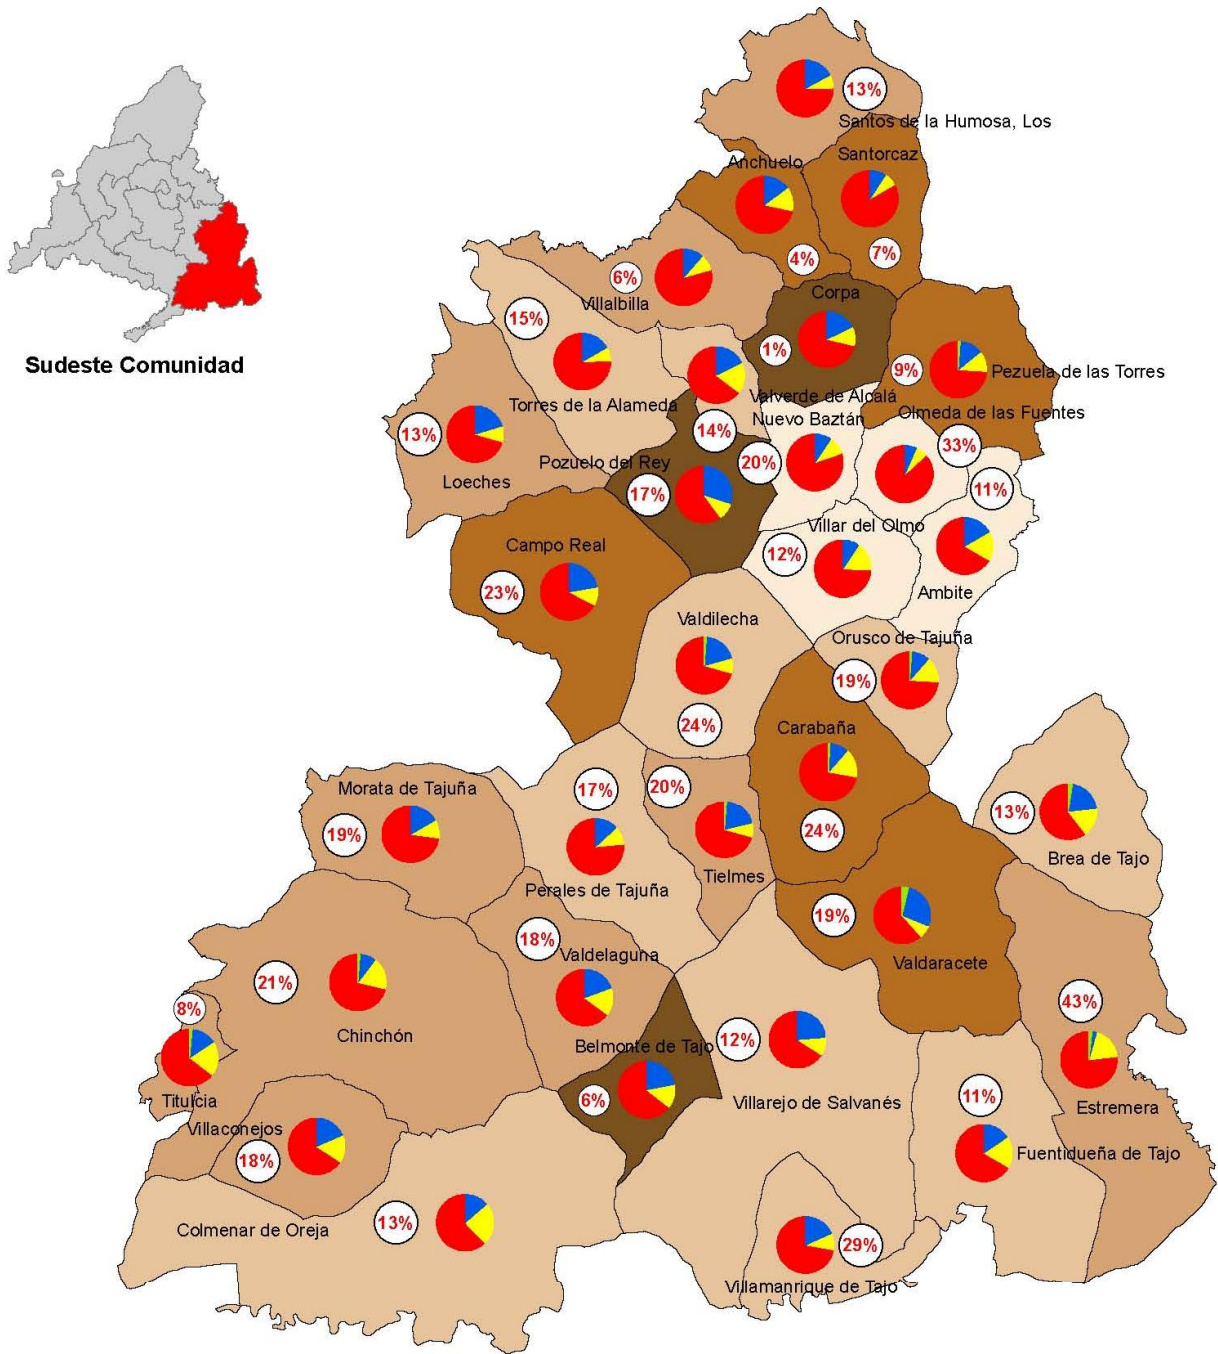 13%
Santos de la Humosa, Los
Anchuelo
Santorcaz
4%
7%
6%
Villalbilla
Corpa
15%
1%
9%
Pezuela de las Torres
Sudeste Comunidad
Torres de la Alameda
Valverde de Alcalá
Olmeda de las Fuentes
Nuevo Baztán
13%
14%
33%
Pozuelo del Rey
20%
Loeches
17%
11%
Villar del Olmo
Campo Real
12%
23%
Ambite
Valdilecha
Orusco de Tajuña
19%
24%
Carabaña
Morata de Tajuña
17%
20%
19%
24%
13%
Brea de Tajo
Perales de Tajuña
Tielmes
19%
18%
Valdelaguna
Valdaracete
21%
8%
43%
Chinchón
12%
Belmonte de Tajo
Titulcia
6%
Villarejo de Salvanés
11%
Estremera
Villaconejos
18%
Fuentidueña de Tajo
Colmenar de Oreja
13%
29%
Villamanrique de Tajo